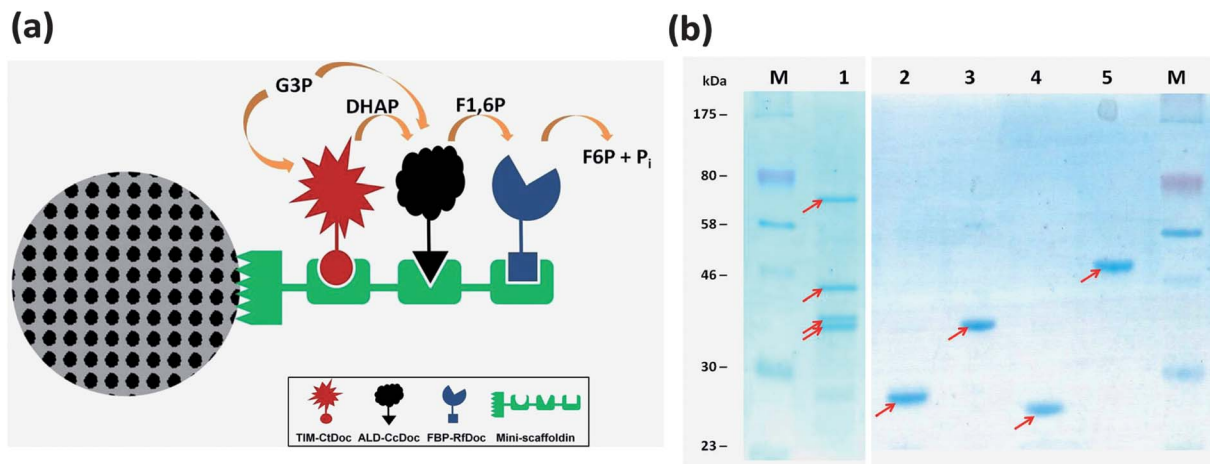 (a)
G3P
DHAP
F1,6P
F6P + Pi
TIM-CtDoc ALD-CcDoc FBP-RfDoc Mini-scaffoldin
(b)
kDa M 1 2 3 4 5 M
175 –
80 –
58 –
46 –
30 –
23 –